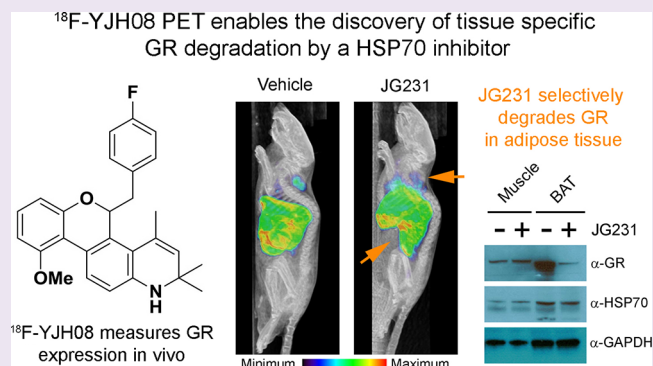 ¹⁸F-YJH08 PET enables the discovery of tissue specific
GR degradation by a HSP70 inhibitor
Vehicle
JG231
F
O
OMe
N
H
¹⁸F-YJH08 measures GR
expression in vivo
Minimum
Maximum
JG231 selectively
degrades GR
in adipose tissue
Muscle
BAT
- + - + JG231
α-GR
α-HSP70
α-GAPDH